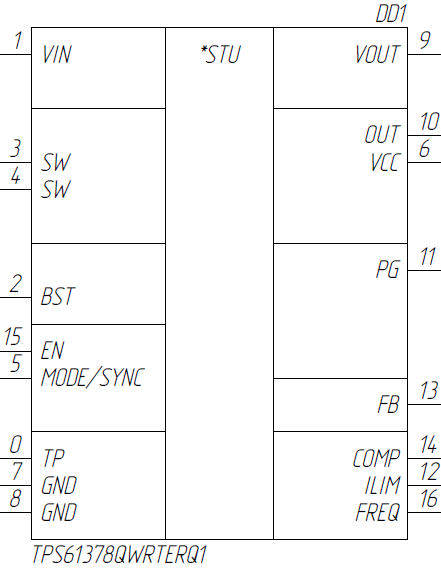 DD1
1 VIN *STU VOUT 9
OUT 10
3 SW VCC 6
4 SW
PG 11
2 BST
15 EN
5 MODE/SYNC
FB 13
0 TP COMP 14
7 GND ILIM 12
8 GND FREQ 16
TPS61378QWRTERQ1